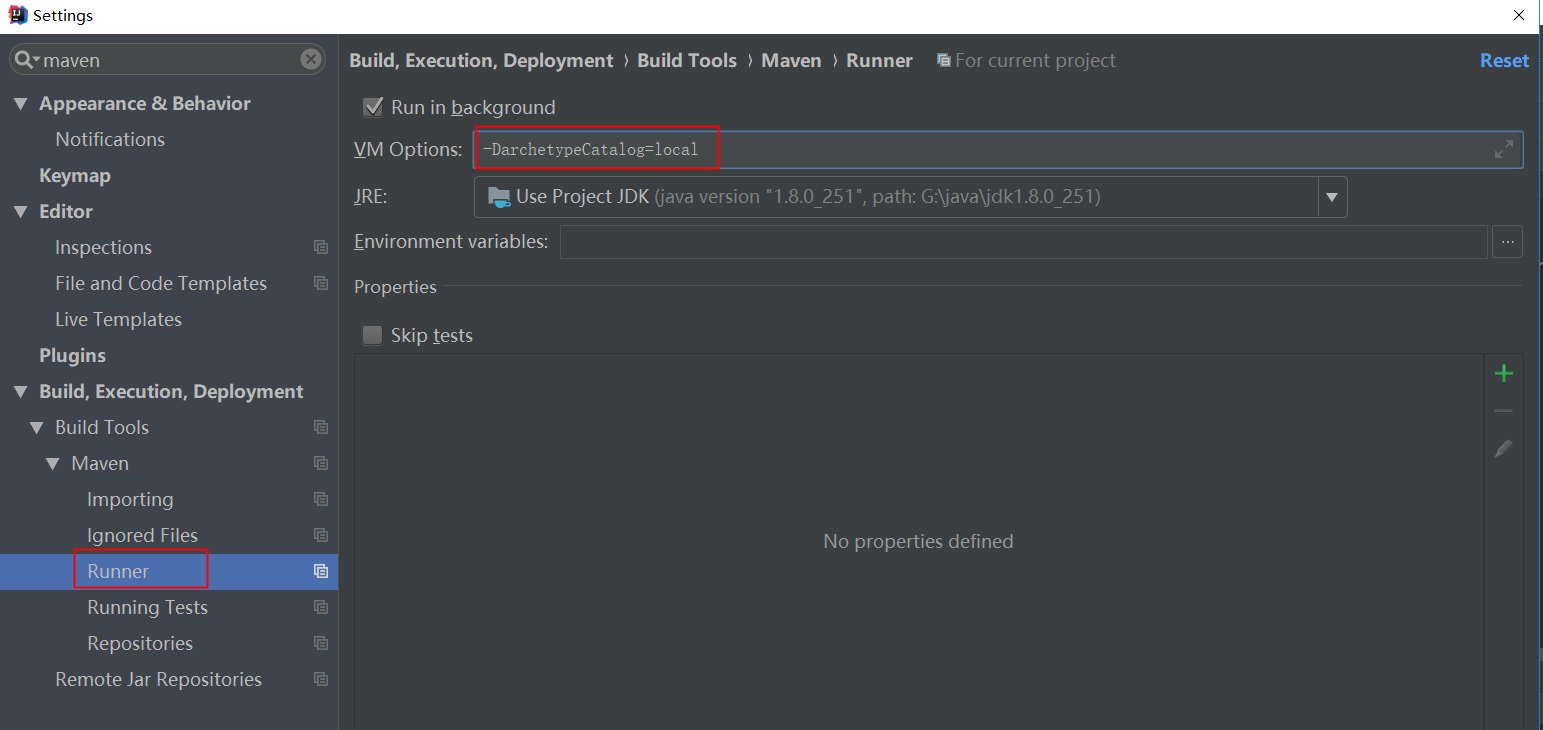 Settings
maven
Appearance & Behavior
Notifications
Keymap
Editor
Inspections
File and Code Templates
Live Templates
Plugins
Build, Execution, Deployment
Build Tools
Maven
Importing
Ignored Files
Runner
Running Tests
Repositories
Remote Jar Repositories
Build, Execution, Deployment › Build Tools › Maven › Runner For current project Reset
Run in background
VM Options: -DarchetypeCatalog=local
JRE: Use Project JDK (java version "1.8.0_251", path: G:\java\jdk1.8.0_251)
Environment variables: ...
Properties
Skip tests
No properties defined